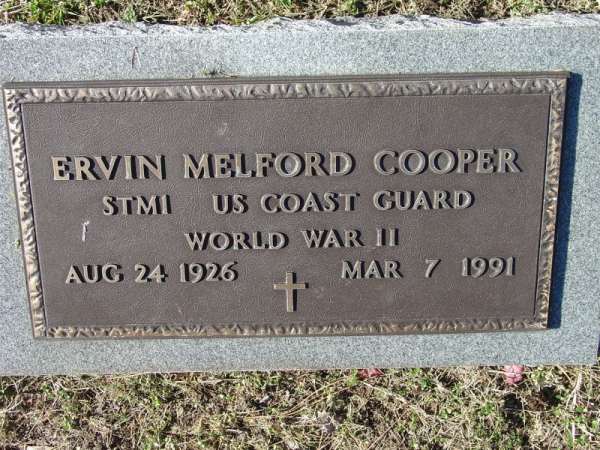 ERVIN MELFORD COOPER
STM1 US COAST GUARD
WORLD WAR II
AUG 24 1926 MAR 7 1991